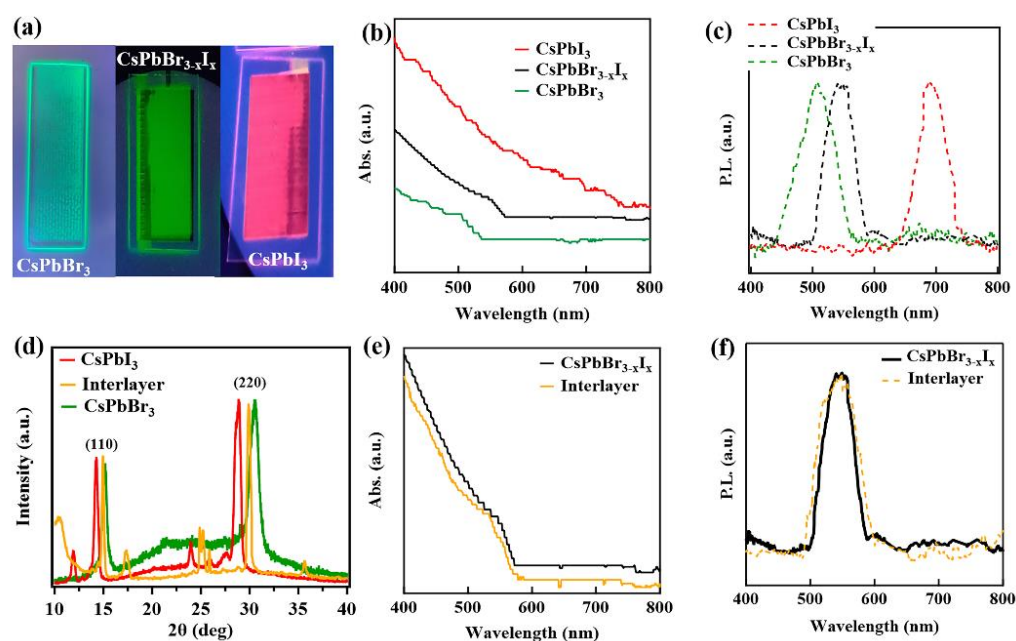 (a)
CsPbBr3
CsPbBr3-xIx
CsPbI3
(b)
CsPbI3
CsPbBr3-xIx
CsPbBr3
Abs. (a.u.)
400 500 600 700 800
Wavelength (nm)
(c)
CsPbI3
CsPbBr3-xIx
CsPbBr3
P.L. (a.u.)
400 500 600 700 800
Wavelength (nm)
(d)
CsPbI3
Interlayer
CsPbBr3
(110)
(220)
Intensity (a.u.)
10 15 20 25 30 35 40
2θ (deg)
(e)
CsPbBr3-xIx
Interlayer
Abs. (a.u.)
400 500 600 700 800
Wavelength (nm)
(f)
CsPbBr3-xIx
Interlayer
P.L. (a.u.)
400 500 600 700 800
Wavelength (nm)